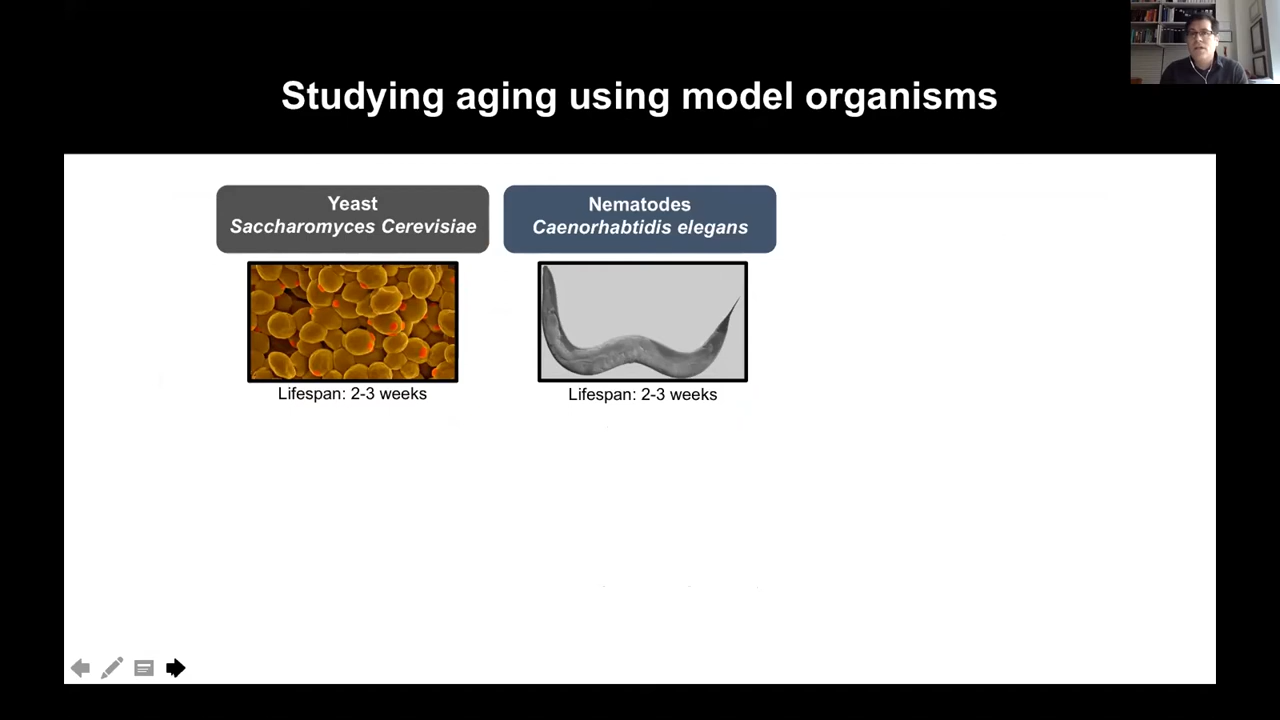 Studying aging using model organisms
Yeast
Saccharomyces Cerevisiae
Nematodes
Caenorhabtidis elegans
Lifespan: 2-3 weeks
Lifespan: 2-3 weeks